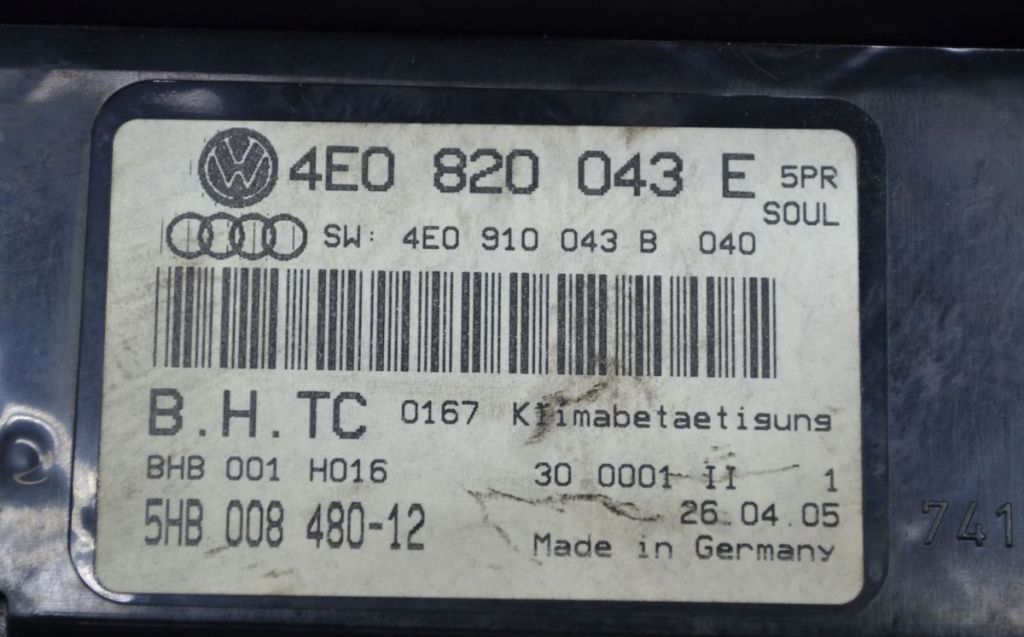 4E0 820 043 E 5PR
SOUL
SW: 4E0 910 043 B 040
B.H.TC 0167 Klimabetaetigung
BHB 001 H016 30 0001 II 1
5HB 008 480-12 26.04.05
Made in Germany
741